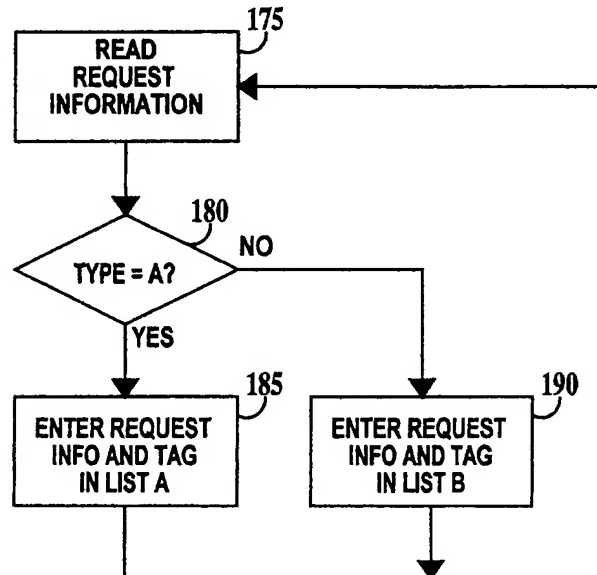 175
READ
REQUEST
INFORMATION
180
TYPE = A?
NO
YES
185
ENTER REQUEST
INFO AND TAG
IN LIST A
190
ENTER REQUEST
INFO AND TAG
IN LIST B